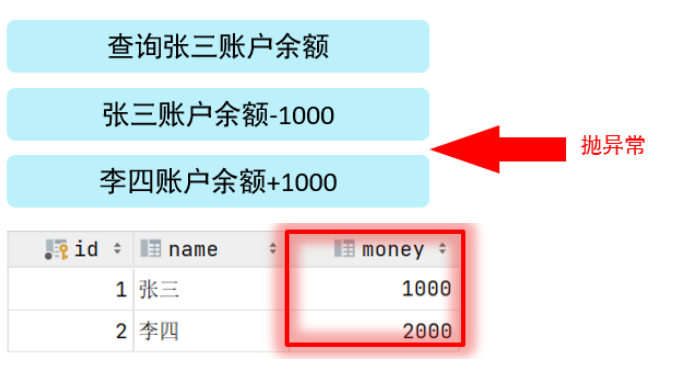 查询张三账户余额
张三账户余额-1000
抛异常
李四账户余额+1000
id name money
1 张三 1000
2 李四 2000